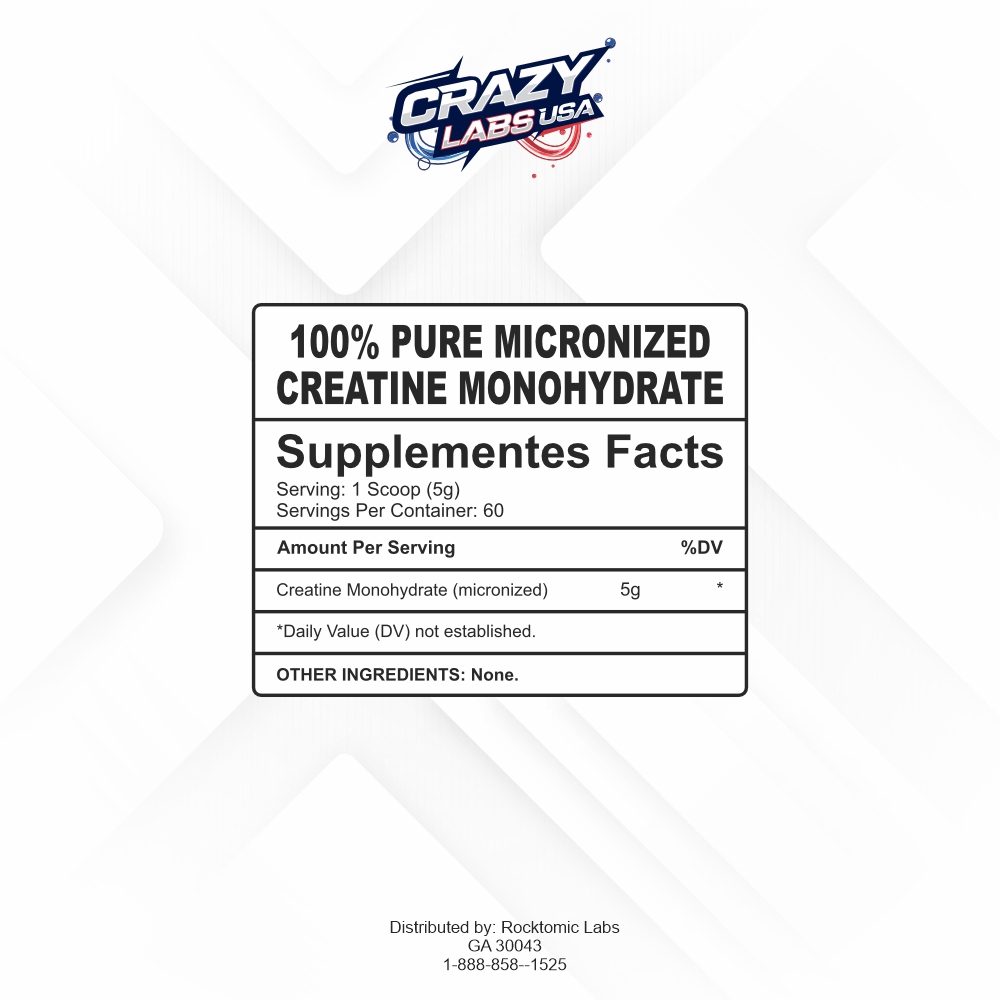 CRAZY
LABS USA
100% PURE MICRONIZED
CREATINE MONOHYDRATE
Supplementes Facts
Serving: 1 Scoop (5g)
Servings Per Container: 60
Amount Per Serving %DV
Creatine Monohydrate (micronized) 5g *
*Daily Value (DV) not established.
OTHER INGREDIENTS: None.
Distributed by: Rocktomic Labs
GA 30043
1-888-858--1525